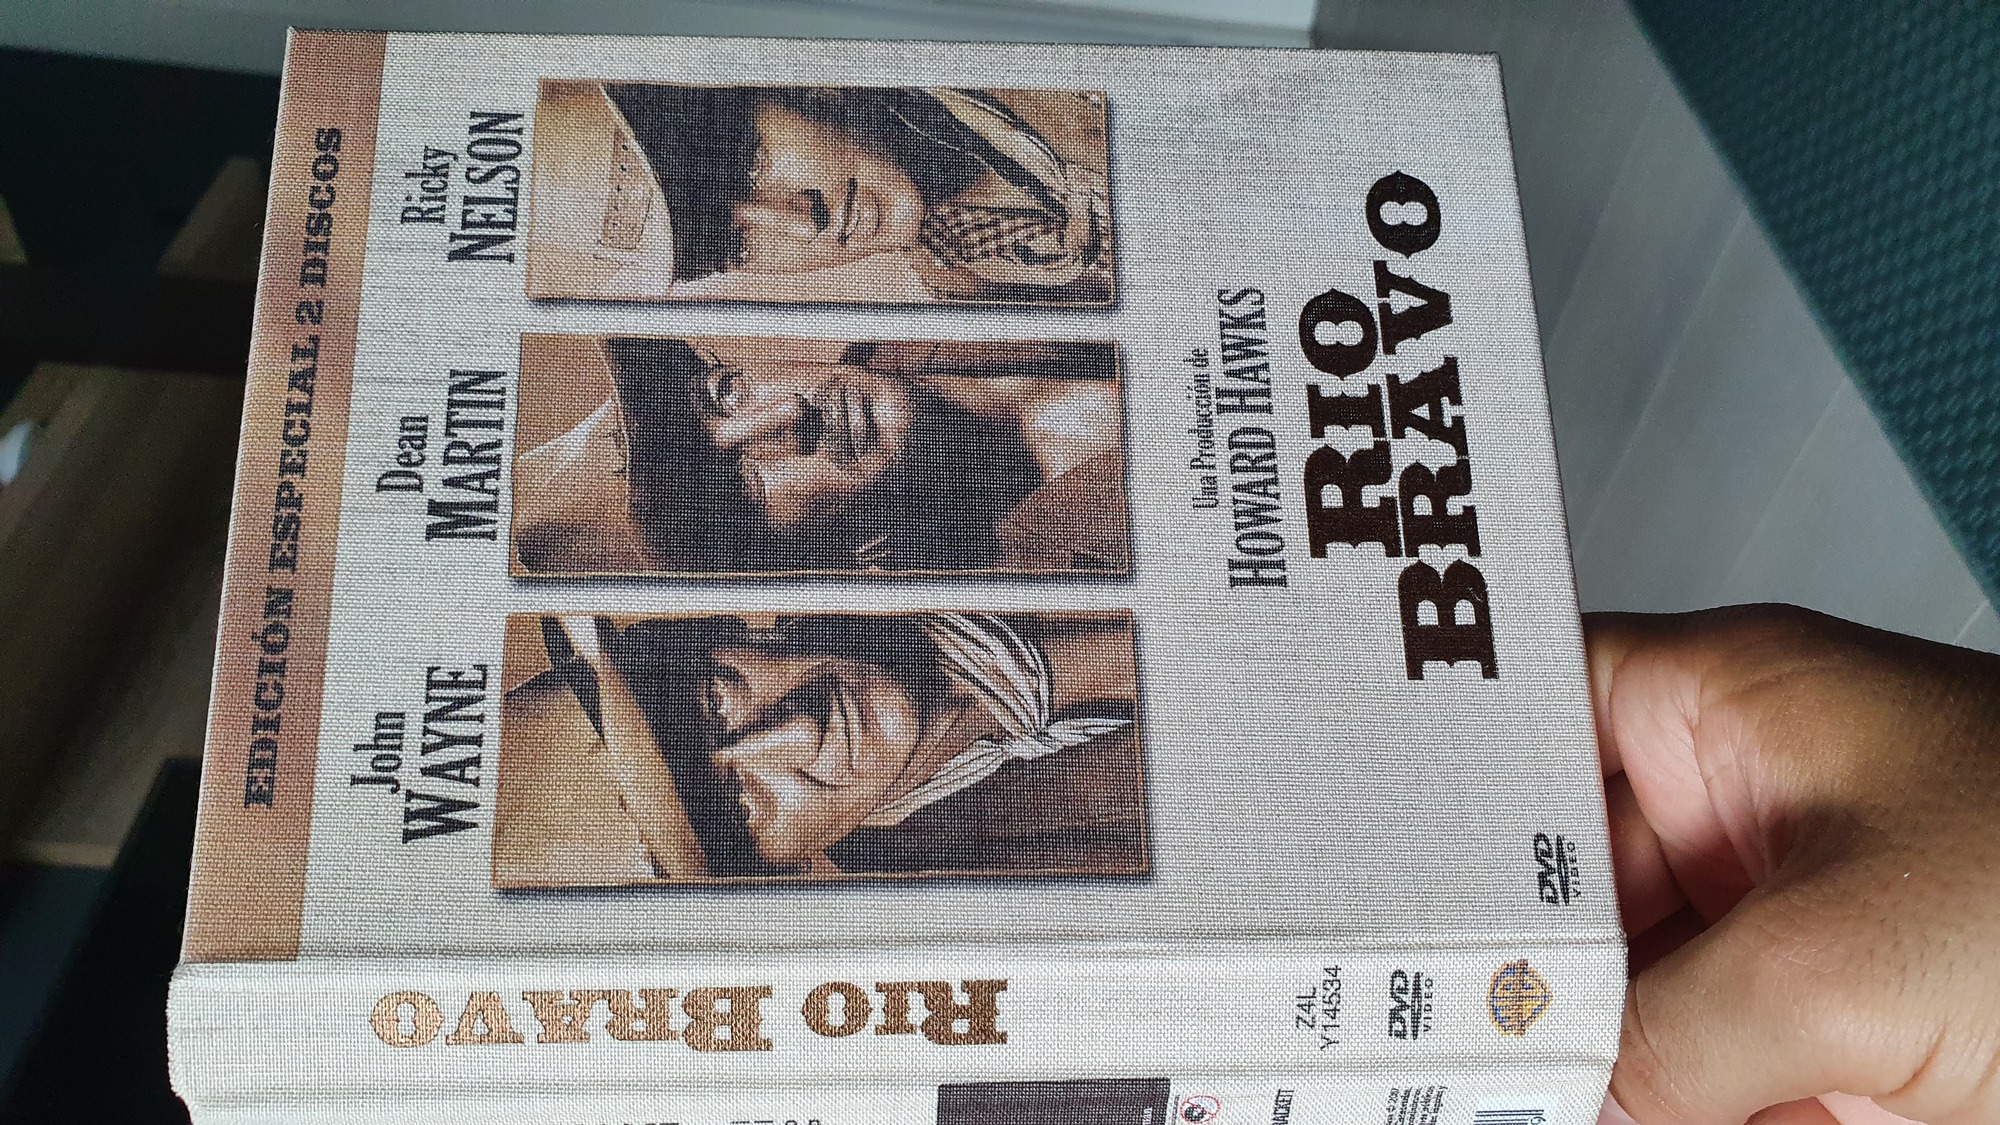 EDICIÓN ESPECIAL 2 DISCOS
John
WAYNE
Dean
MARTIN
Ricky
NELSON
Una Producción de
HOWARD HAWKS
RIO
BRAVO
DVD
VIDEO
RIO BRAVO
Z4L
Y14534
DVD
VIDEO
WB